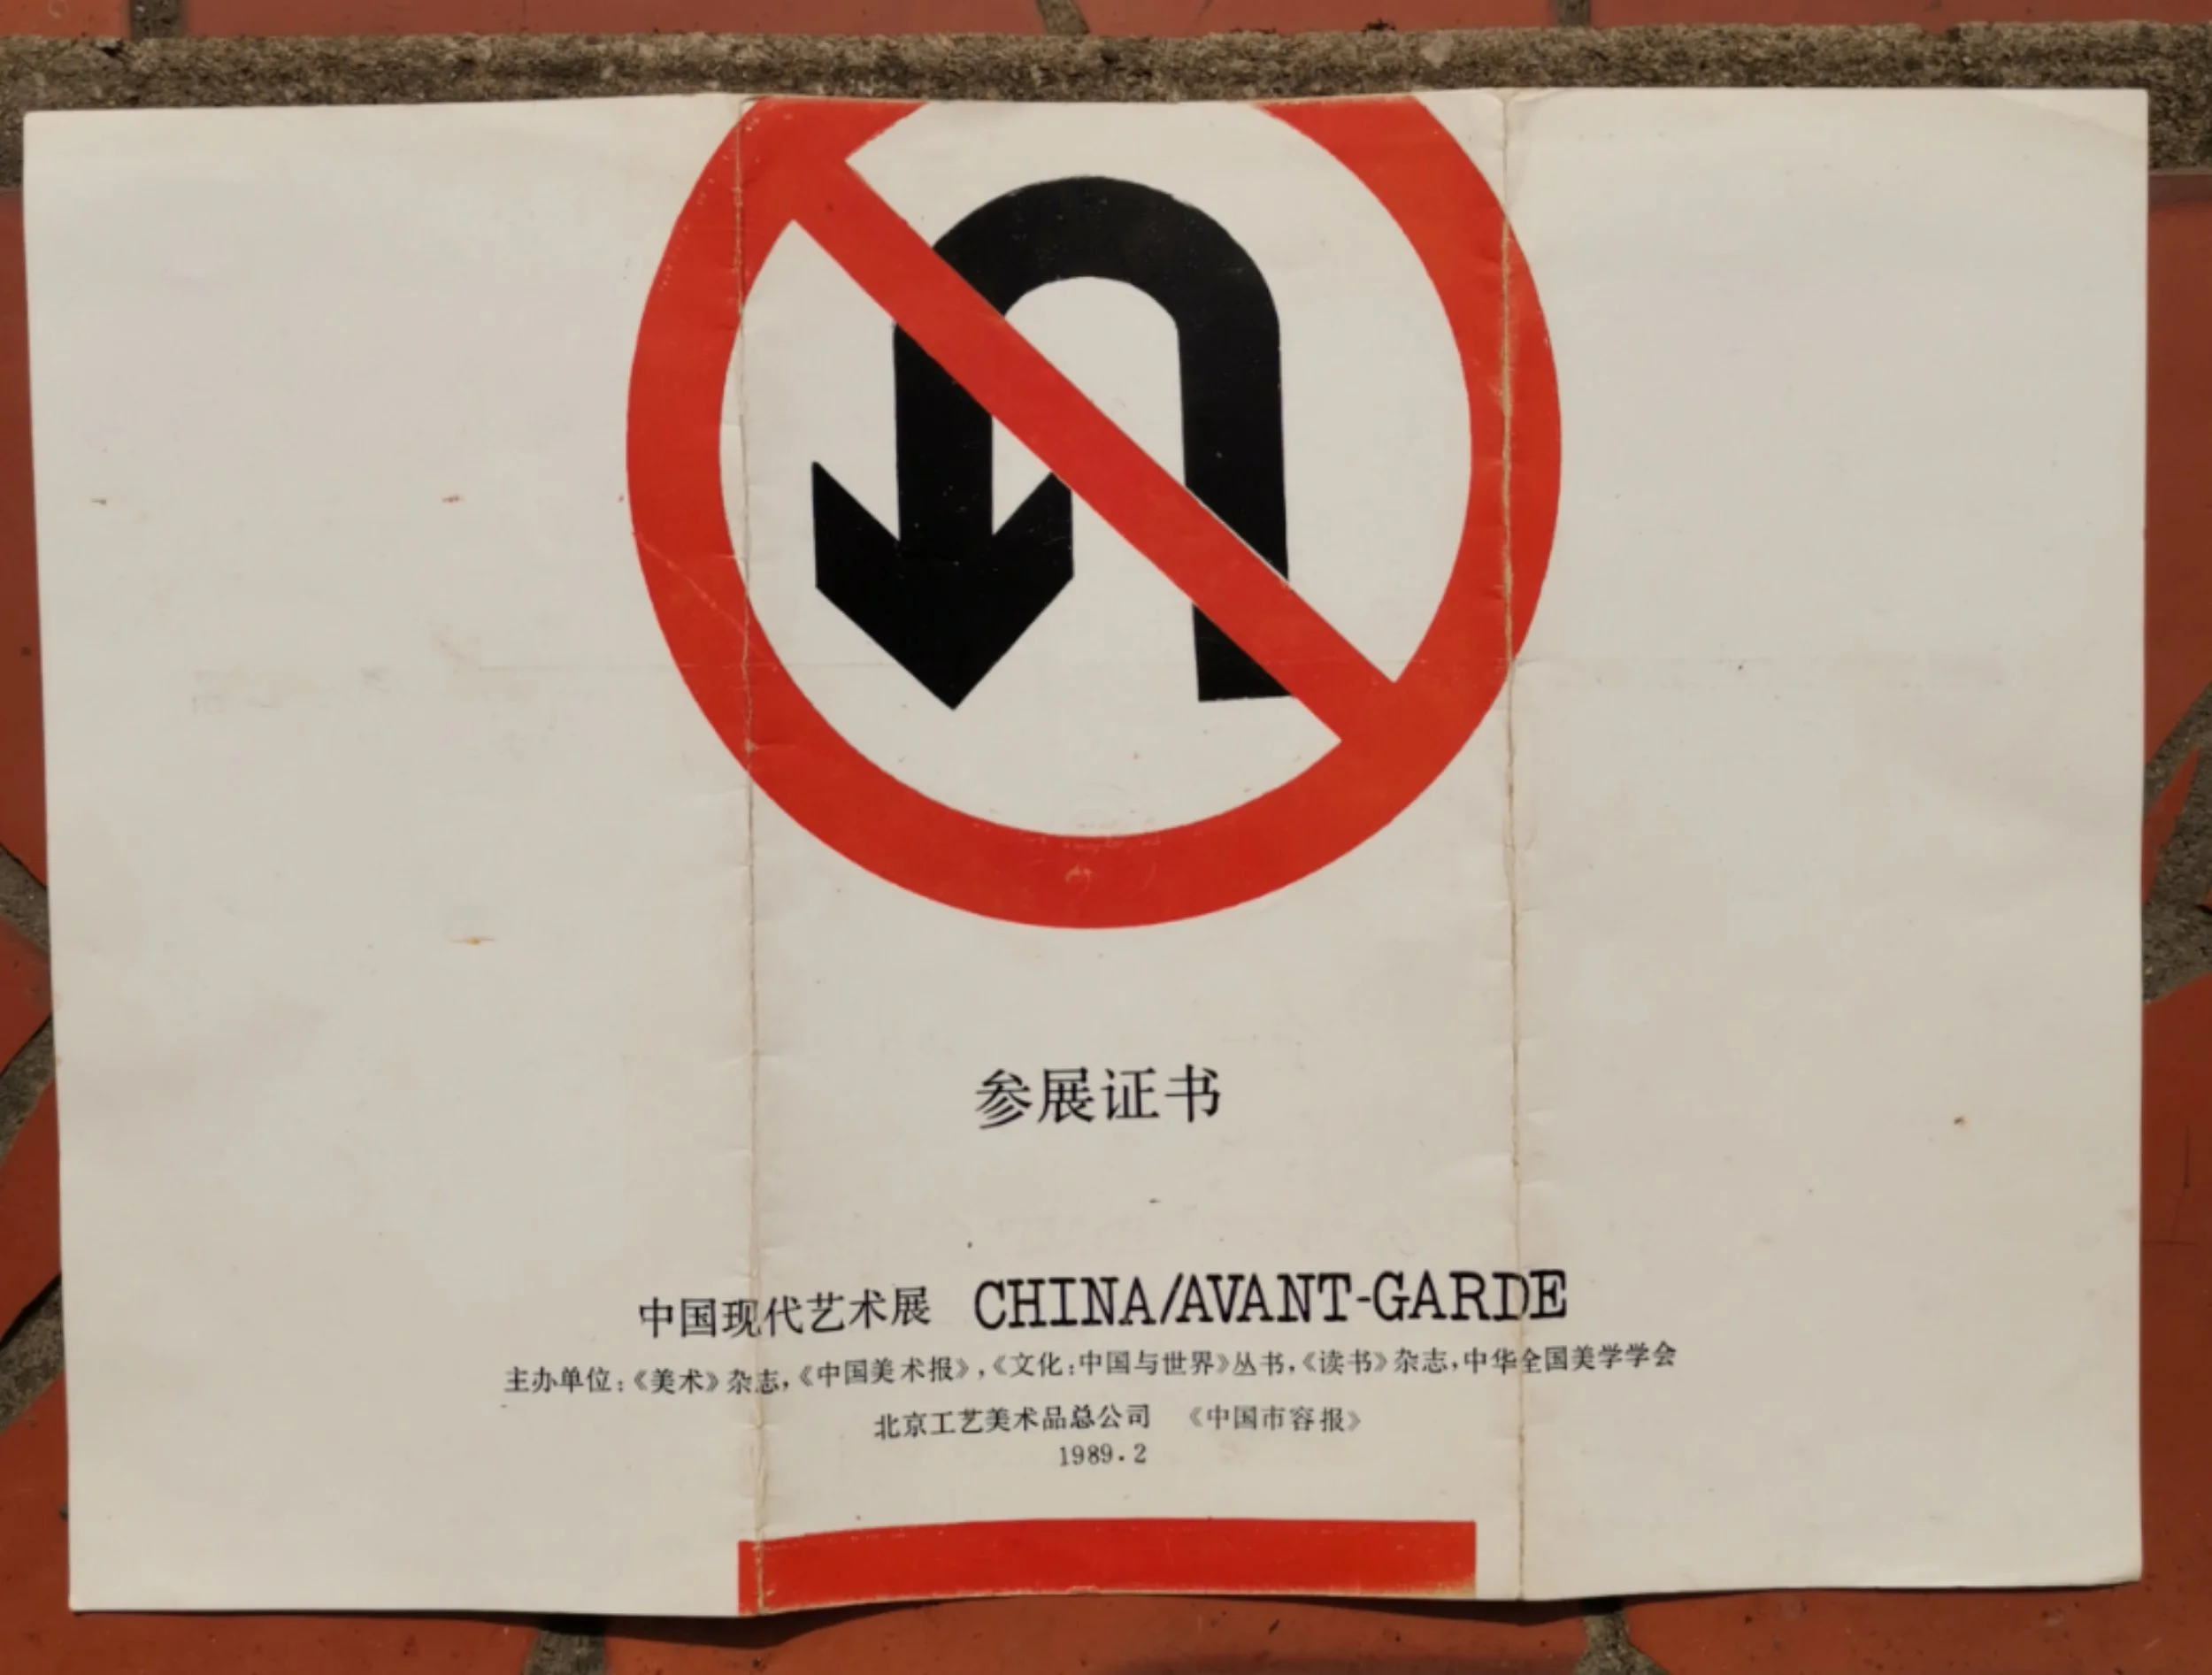 参展证书
中国现代艺术展 CHINA/AVANT-GARDE
主办单位:《美术》杂志,《中国美术报》,《文化:中国与世界》丛书,《读书》杂志,中华全国美学学会
北京工艺美术品总公司 《中国市容报》
1989.2